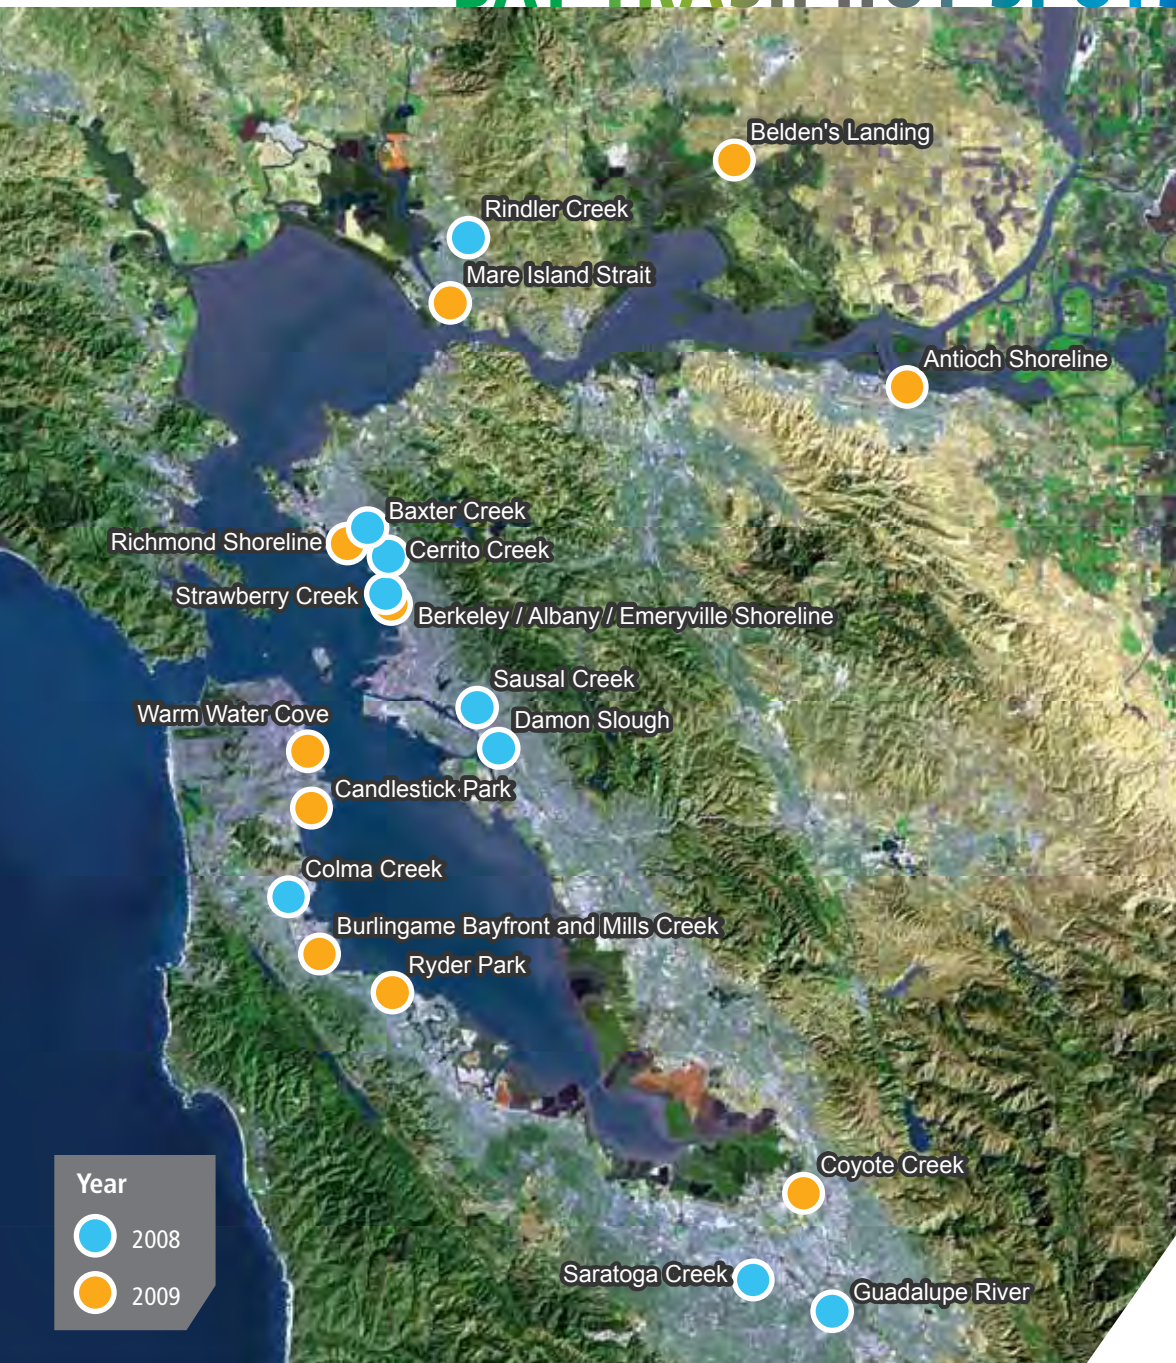 Belden's Landing
Rindler Creek
Mare Island Strait
Antioch Shoreline
Baxter Creek
Richmond Shoreline
Cerrito Creek
Strawberry Creek
Berkeley / Albany / Emeryville Shoreline
Sausal Creek
Warm Water Cove
Damon Slough
Candlestick Park
Colma Creek
Burlingame Bayfront and Mills Creek
Ryder Park
Coyote Creek
Saratoga Creek
Guadalupe River
Year
2008
2009